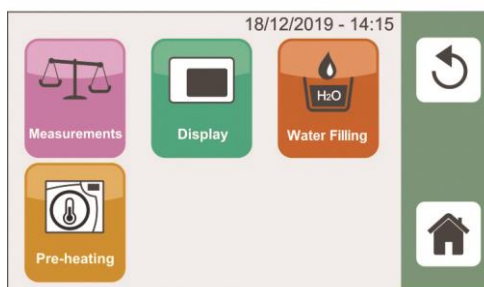 18/12/2019 - 14:15
Measurements
Display
H2O
Water Filling
Pre-heating